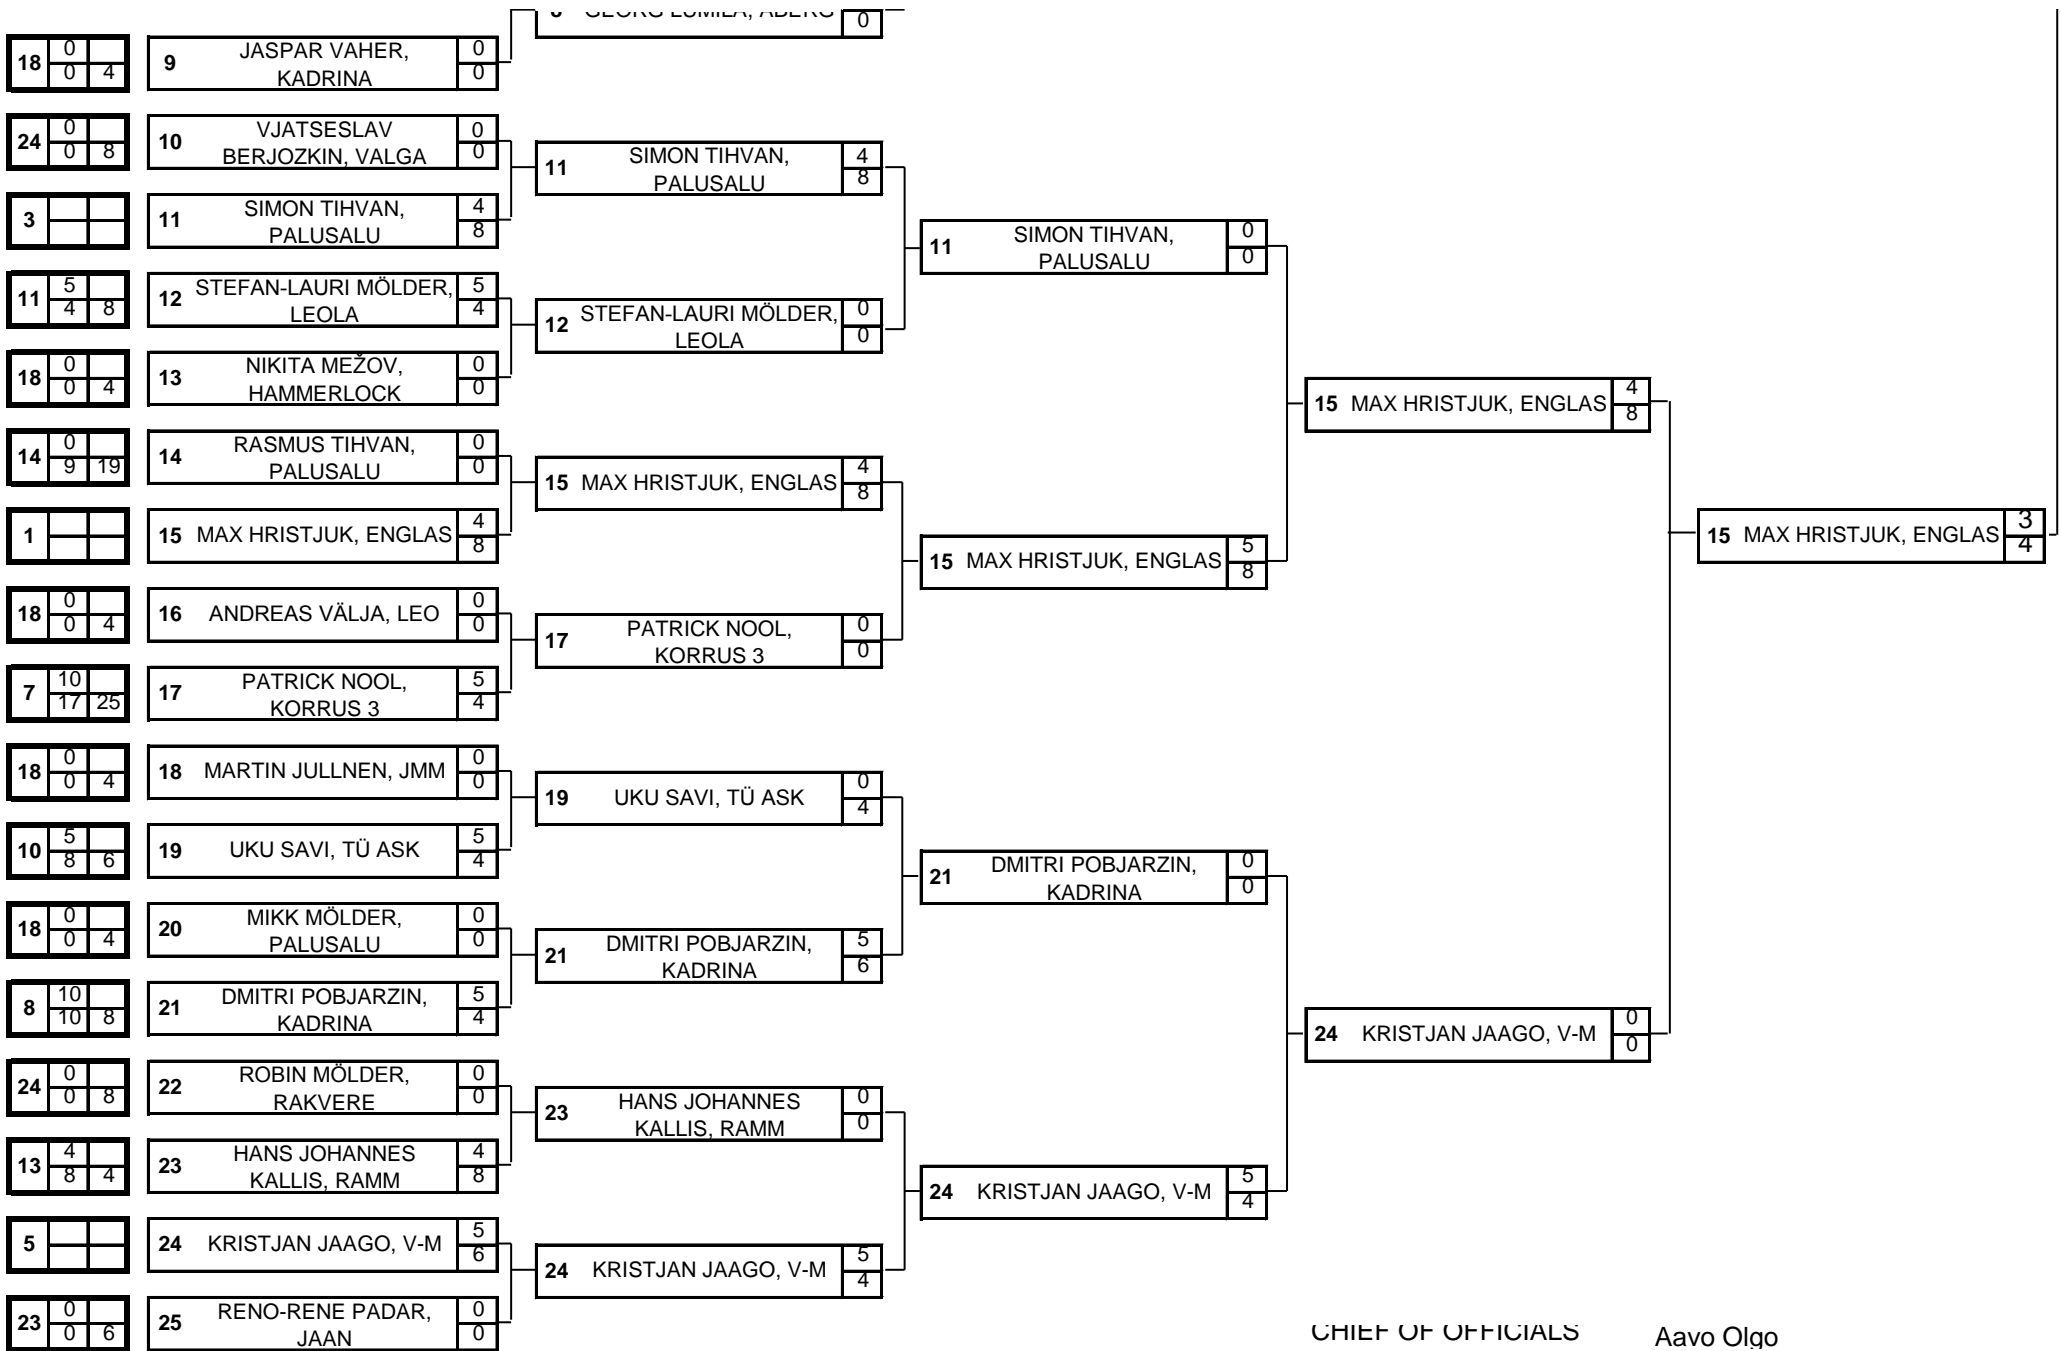 8 GEORG LUMILA, ABERG 0
18 0 0 4 9 JASPAR VAHER, KADRINA 0 0
24 0 0 8 10 VJATSESLAV BERJOZKIN, VALGA 0 0
11 SIMON TIHVAN, PALUSALU 4 8
3 11 SIMON TIHVAN, PALUSALU 4 8
11 SIMON TIHVAN, PALUSALU 0 0
11 5 4 8 12 STEFAN-LAURI MÖLDER, LEOLA 5 4
12 STEFAN-LAURI MÖLDER, LEOLA 0 0
18 0 0 4 13 NIKITA MEŽOV, HAMMERLOCK 0 0
15 MAX HRISTJUK, ENGLAS 4 8
14 0 9 19 14 RASMUS TIHVAN, PALUSALU 0 0
15 MAX HRISTJUK, ENGLAS 4 8
1 15 MAX HRISTJUK, ENGLAS 4 8
15 MAX HRISTJUK, ENGLAS 3 4
15 MAX HRISTJUK, ENGLAS 5 8
18 0 0 4 16 ANDREAS VÄLJA, LEO 0 0
17 PATRICK NOOL, KORRUS 3 0 0
7 10 17 25 17 PATRICK NOOL, KORRUS 3 5 4
18 0 0 4 18 MARTIN JULLNEN, JMM 0 0
19 UKU SAVI, TÜ ASK 0 4
10 5 8 6 19 UKU SAVI, TÜ ASK 5 4
21 DMITRI POBJARZIN, KADRINA 0 0
18 0 0 4 20 MIKK MÖLDER, PALUSALU 0 0
21 DMITRI POBJARZIN, KADRINA 5 6
8 10 10 8 21 DMITRI POBJARZIN, KADRINA 5 4
24 KRISTJAN JAAGO, V-M 0 0
24 0 0 8 22 ROBIN MÖLDER, RAKVERE 0 0
23 HANS JOHANNES KALLIS, RAMM 0 0
13 4 8 4 23 HANS JOHANNES KALLIS, RAMM 4 8
24 KRISTJAN JAAGO, V-M 5 4
5 24 KRISTJAN JAAGO, V-M 5 6
24 KRISTJAN JAAGO, V-M 5 4
23 0 0 6 25 RENO-RENE PADAR, JAAN 0 0
CHIEF OF OFFICIALS Aavo Olgo